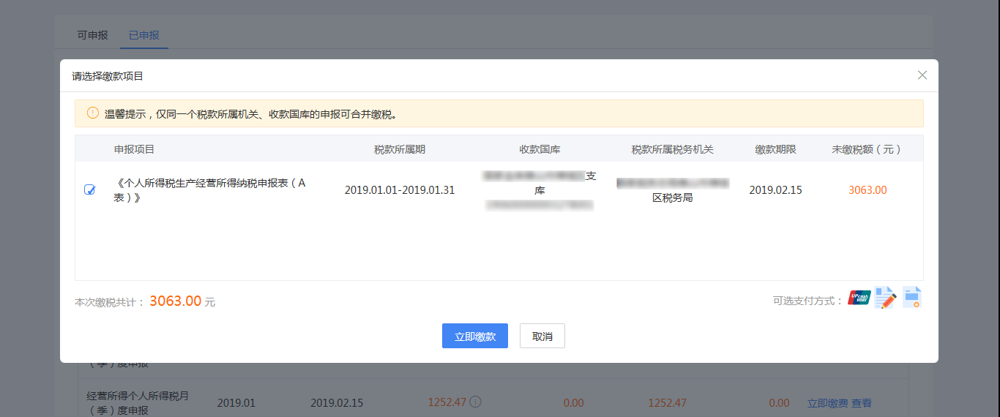 可申报 已申报
请选择缴款项目
温馨提示，仅同一个税款所属机关、收款国库的申报可合并缴税。
申报项目 税款所属期 收款国库 税款所属税务机关 缴款期限 未缴税额（元）
《个人所得税生产经营所得纳税申报表（A 2019.01.01-2019.01.31 支 2019.02.15 3063.00
表）》 库 区税务局
本次缴税共计： 3063.00 元 可选支付方式：
立即缴款 取消
（季）度申报
经营所得个人所得税月 2019.01 2019.02.15 1252.47 0.00 1252.47 0.00 立即缴费 查看
（季）度申报